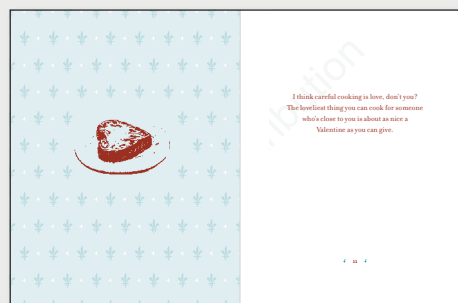 ibution
I think careful cooking is love, don't you?
The loveliest thing you can cook for someone
who's close to you is about as nice a
Valentine as you can give.